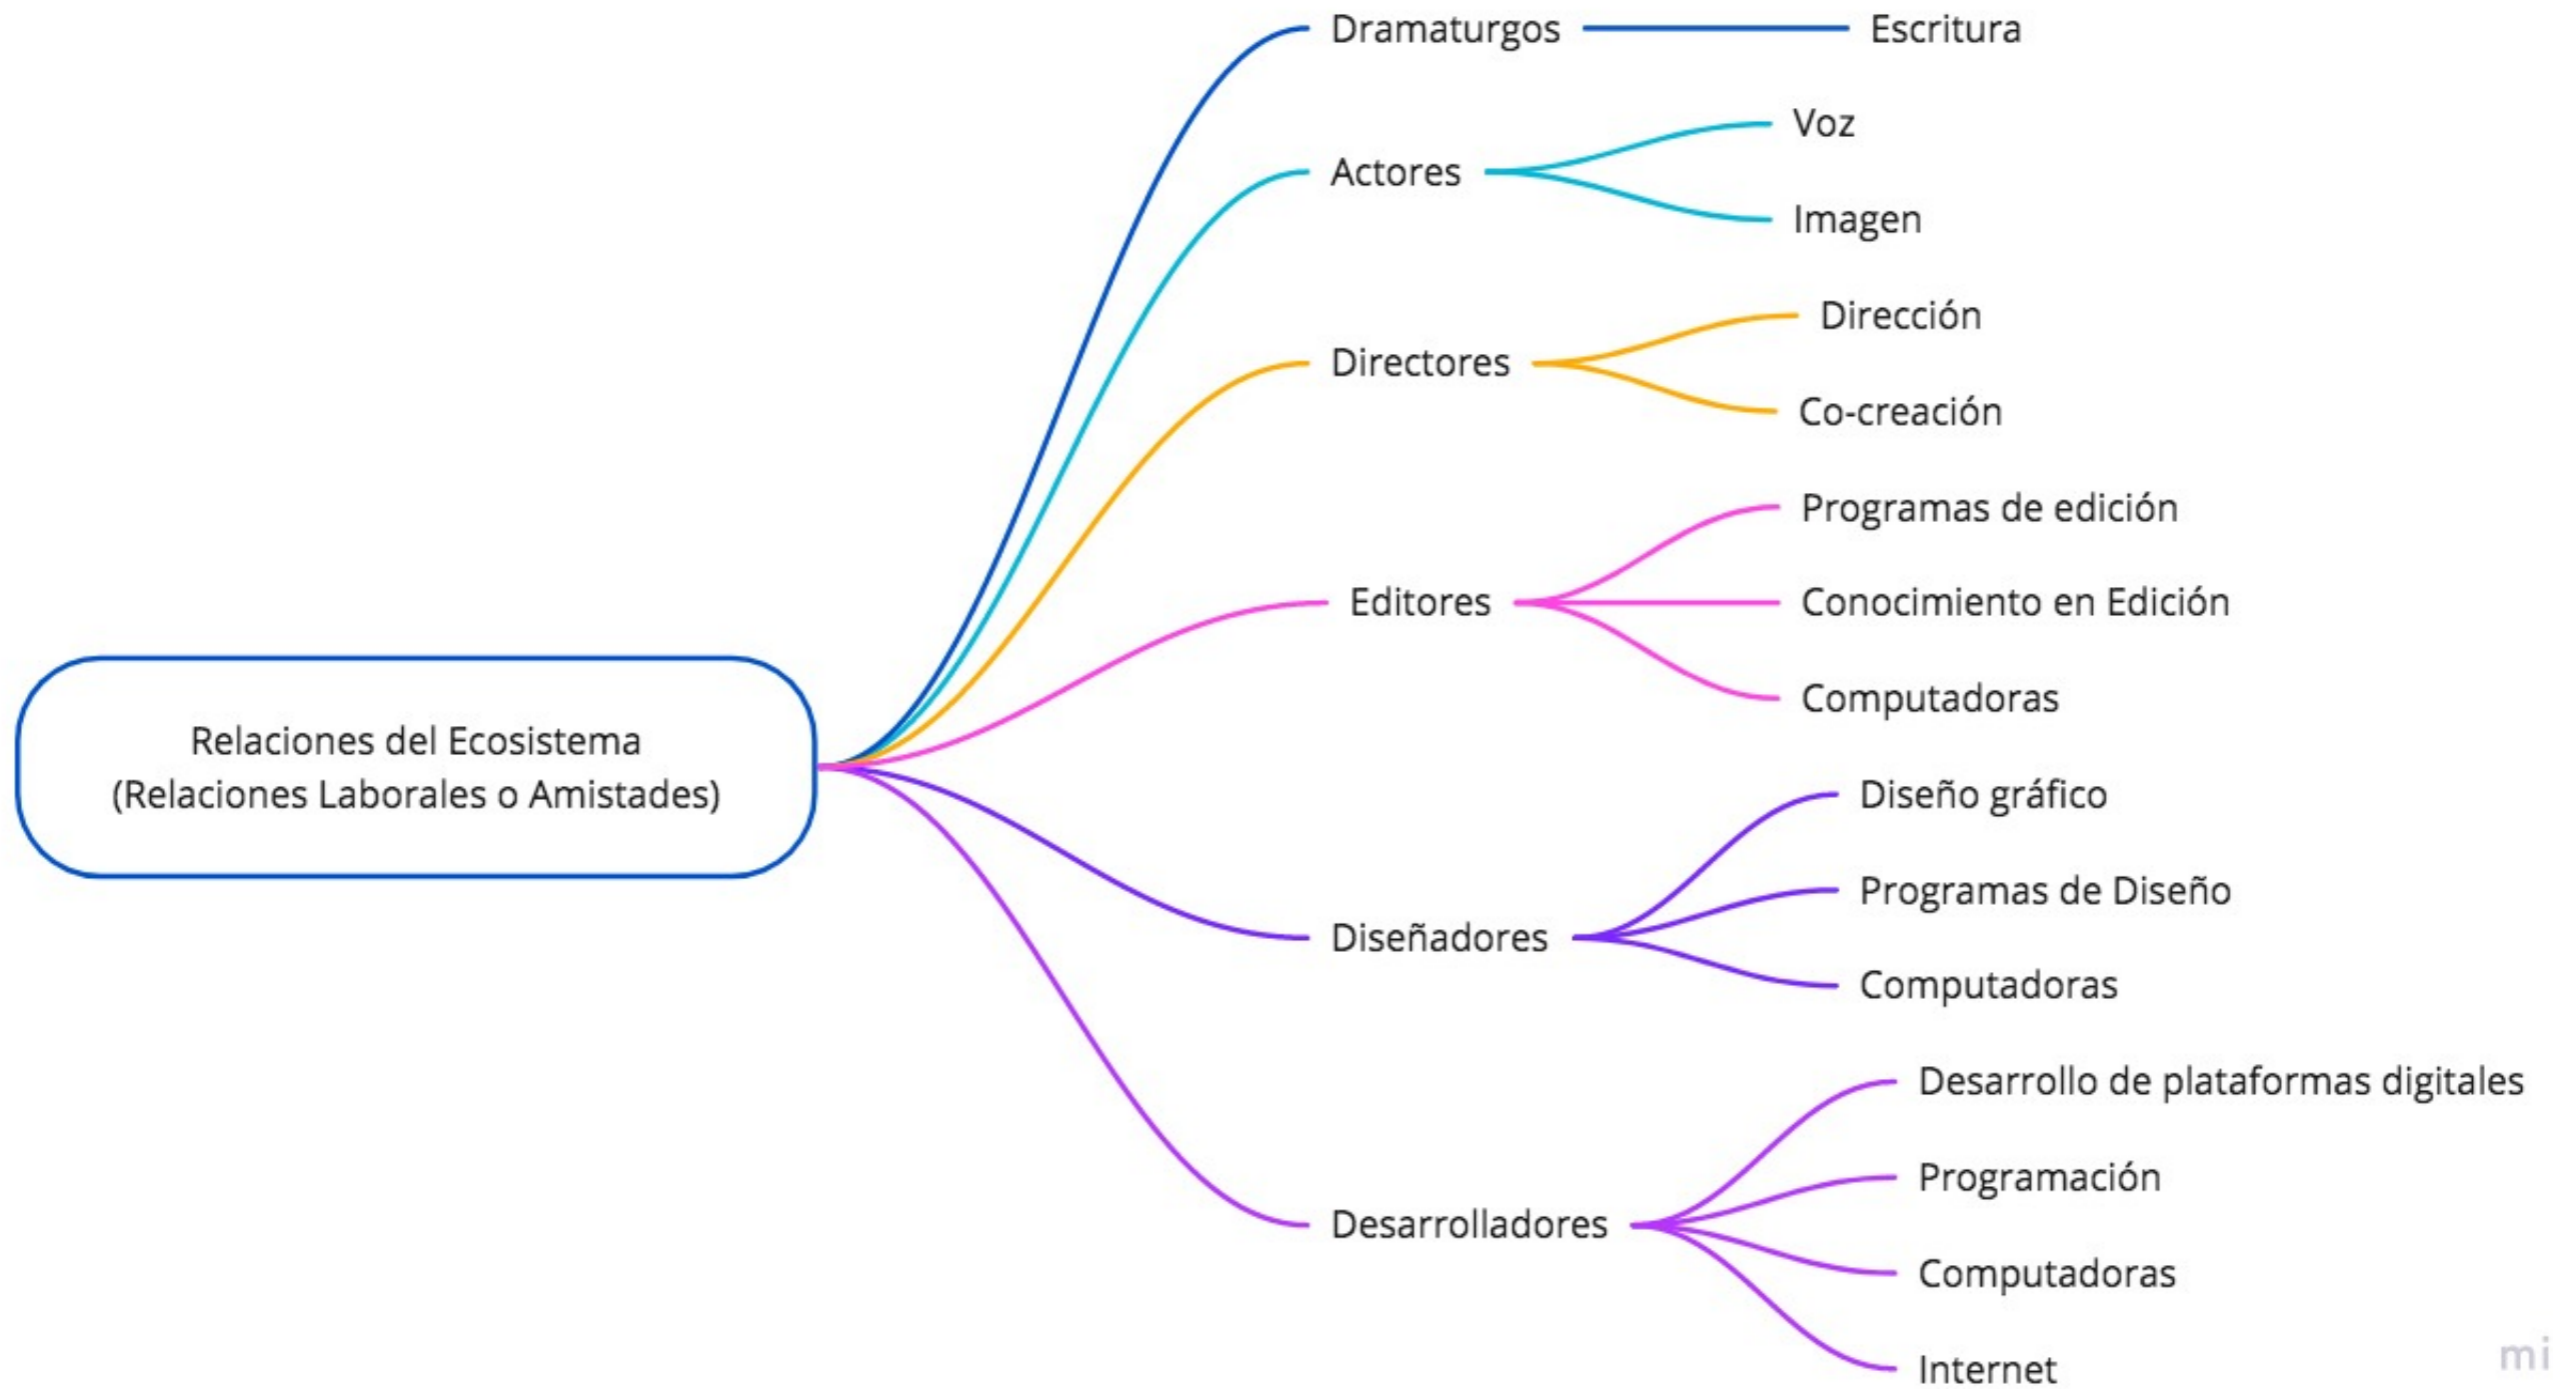 Relaciones del Ecosistema
(Relaciones Laborales o Amistades)
Dramaturgos
Escritura
Actores
Voz
Imagen
Directores
Dirección
Co-creación
Editores
Programas de edición
Conocimiento en Edición
Computadoras
Diseñadores
Diseño gráfico
Programas de Diseño
Computadoras
Desarrolladores
Desarrollo de plataformas digitales
Programación
Computadoras
Internet
mi